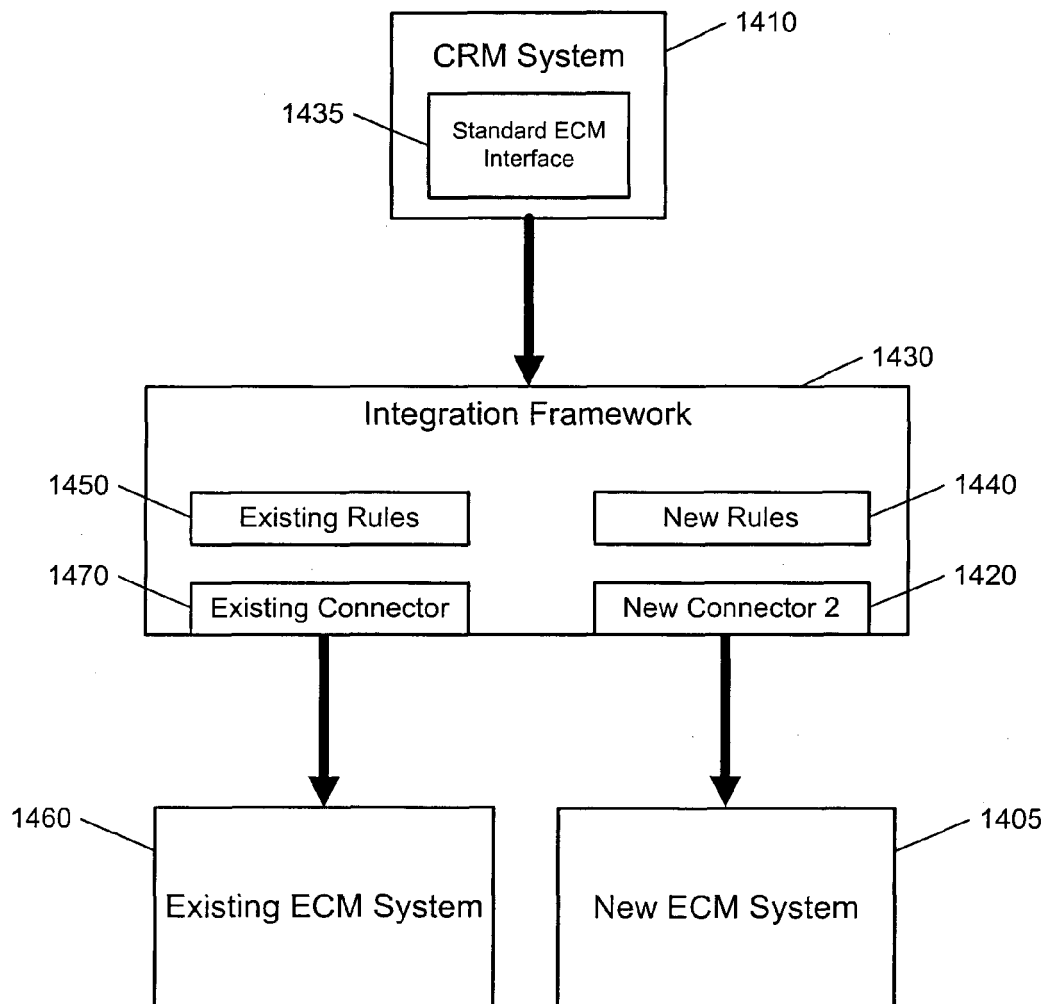 1410
CRM System
1435
Standard ECM
Interface
1430
Integration Framework
1450
Existing Rules
New Rules
1440
1470
Existing Connector
New Connector 2
1420
1460
Existing ECM System
New ECM System
1405